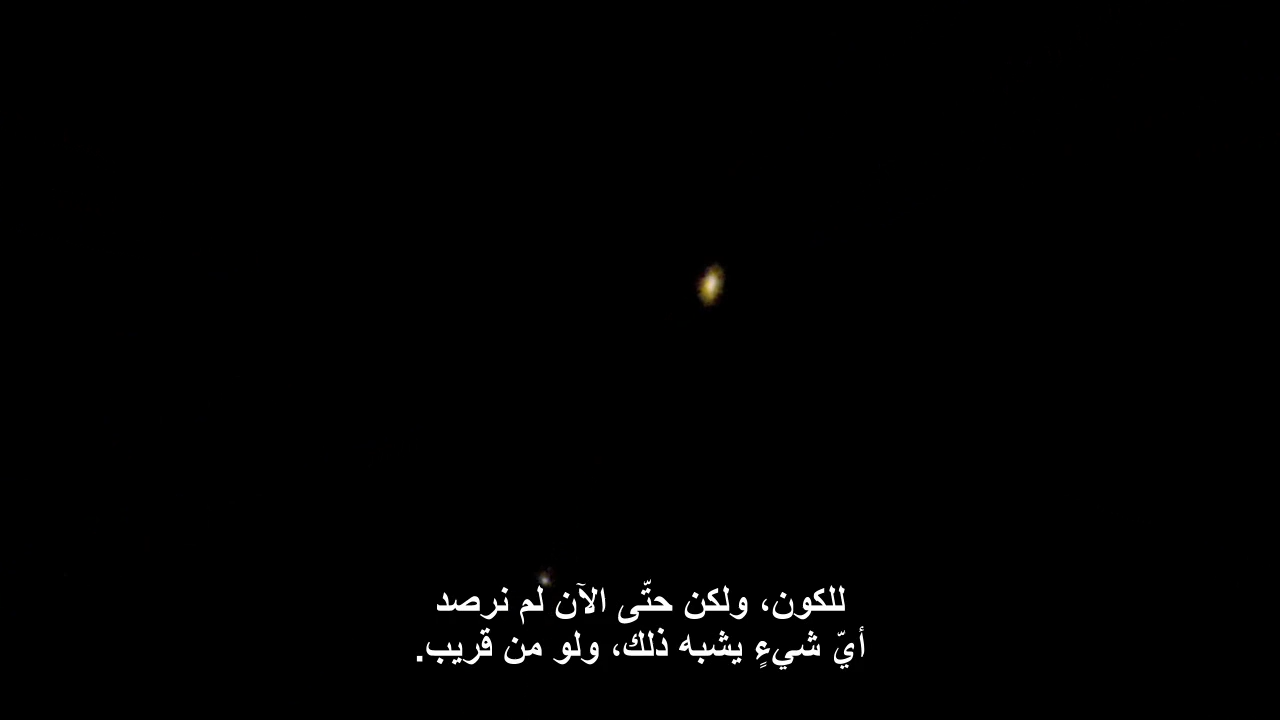 للكون، ولكن حتّى الآن لم نرصد
أيّ شيءٍ يشبه ذلك، ولو من قريب.